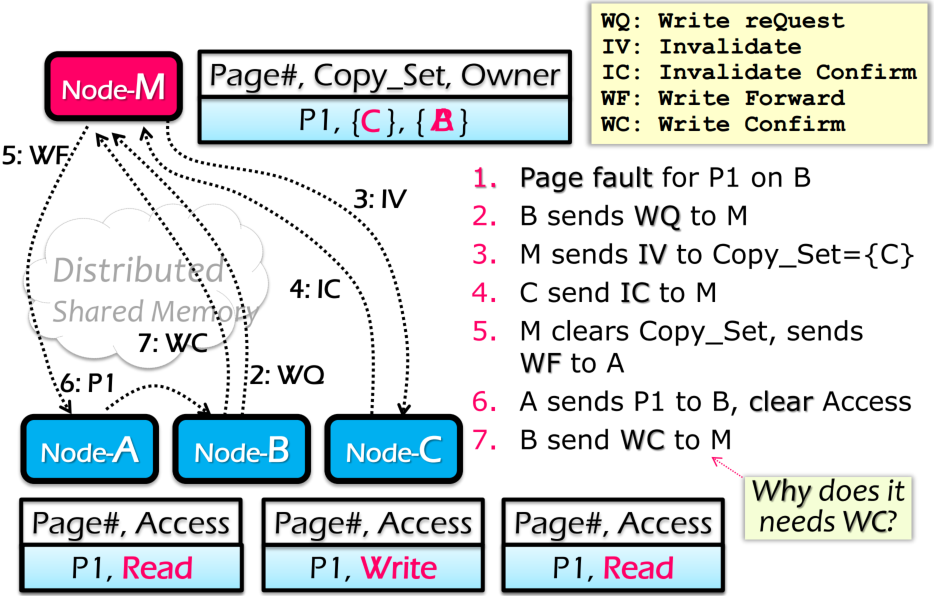 WQ: Write reQuest
IV: Invalidate
IC: Invalidate Confirm
WF: Write Forward
WC: Write Confirm
Node-M
Page#, Copy_Set, Owner
P1, {C}, {B}
5: WF
3: IV
4: IC
Distributed
Shared Memory
7: WC
6: P1
2: WQ
Node-A
Node-B
Node-C
1. Page fault for P1 on B
2. B sends WQ to M
3. M sends IV to Copy_Set={C}
4. C send IC to M
5. M clears Copy_Set, sends
WF to A
6. A sends P1 to B, clear Access
7. B send WC to M
Why does it
needs WC?
Page#, Access
P1, Read
Page#, Access
P1, Write
Page#, Access
P1, Read